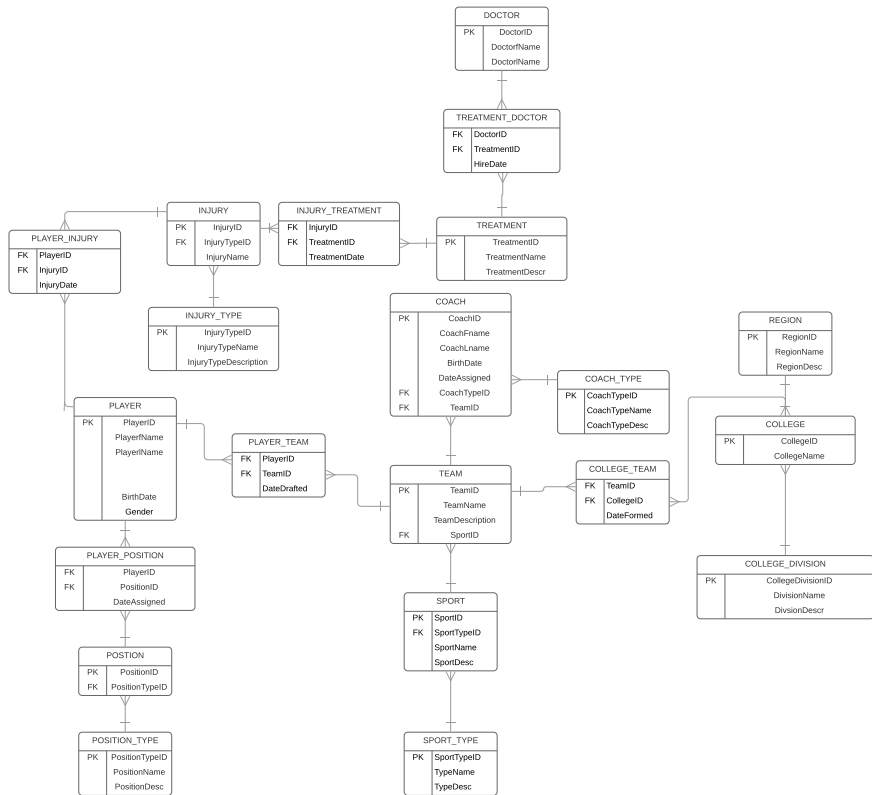 DOCTOR
PK DoctorID
DoctorfName
DoctorlName
TREATMENT_DOCTOR
FK DoctorID
FK TreatmentID
HireDate
INJURY
PK InjuryID
FK InjuryTypeID
InjuryName
INJURY_TREATMENT
FK InjuryID
FK TreatmentID
TreatmentDate
TREATMENT
PK TreatmentID
TreatmentName
TreatmentDescr
PLAYER_INJURY
FK PlayerID
FK InjuryID
InjuryDate
INJURY_TYPE
PK InjuryTypeID
InjuryTypeName
InjuryTypeDescription
COACH
PK CoachID
CoachFname
CoachLname
BirthDate
DateAssigned
FK CoachTypeID
FK TeamID
COACH_TYPE
PK CoachTypeID
CoachTypeName
CoachTypeDesc
REGION
PK RegionID
RegionName
RegionDesc
PLAYER
PK PlayerID
PlayerfName
PlayerlName
BirthDate
Gender
PLAYER_TEAM
FK PlayerID
FK TeamID
DateDrafted
TEAM
PK TeamID
TeamName
TeamDescription
FK SportID
COLLEGE_TEAM
FK TeamID
FK CollegeID
DateFormed
COLLEGE
PK CollegeID
CollegeName
PLAYER_POSITION
FK PlayerID
FK PositionID
DateAssigned
COLLEGE_DIVISION
PK CollegeDivisionID
DivisionName
DivsionDescr
SPORT
PK SportID
FK SportTypeID
SportName
SportDesc
POSTION
PK PositionID
FK PositionTypeID
POSITION_TYPE
PK PositionTypeID
PositionName
PositionDesc
SPORT_TYPE
PK SportTypeID
TypeName
TypeDesc